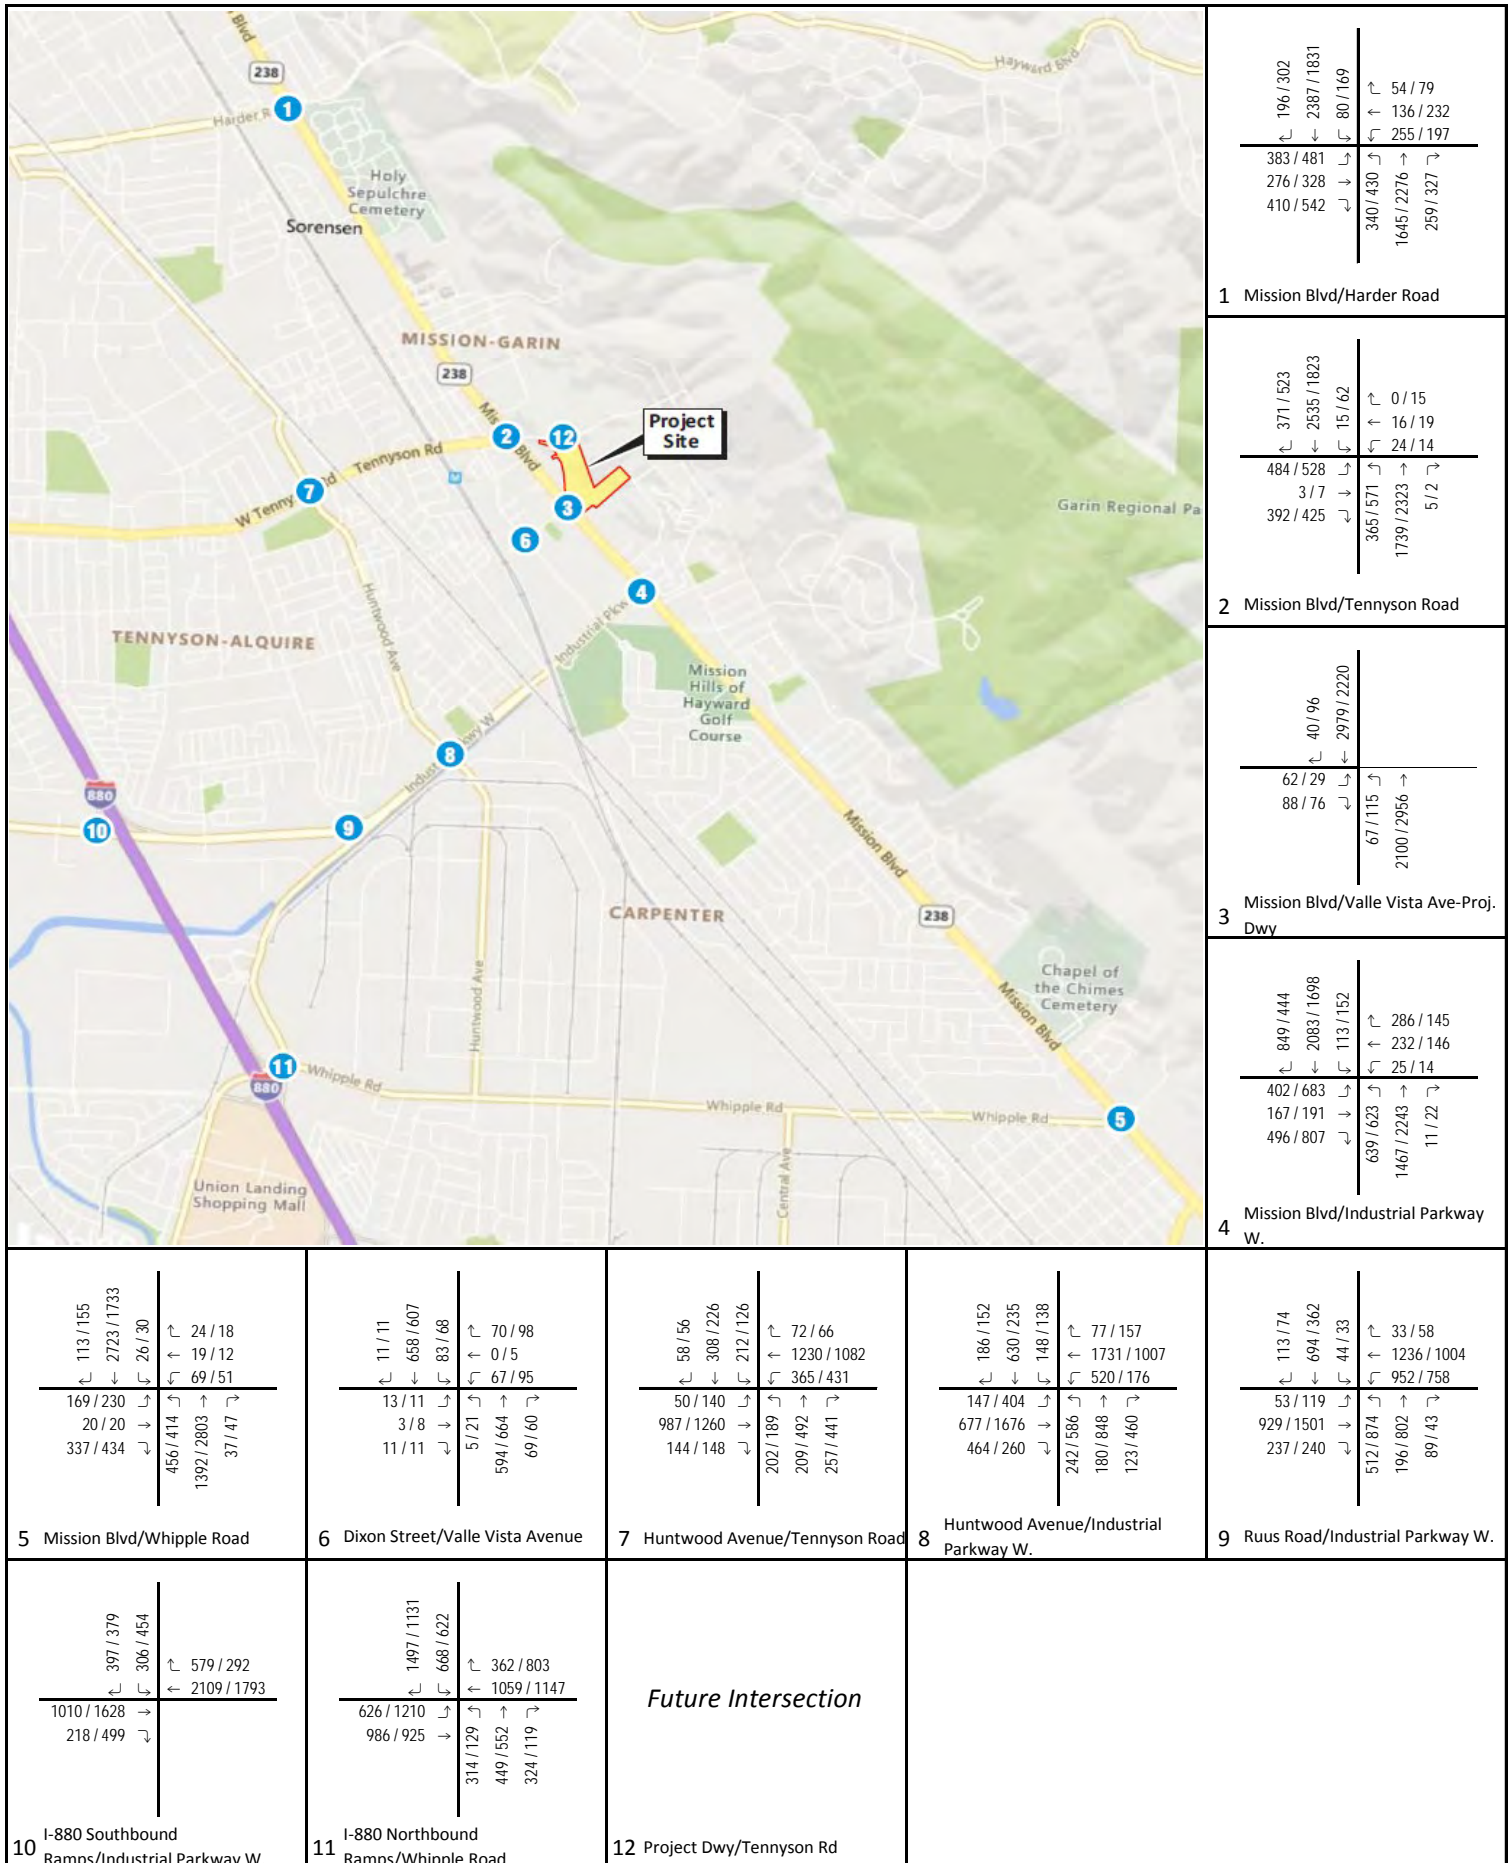 Blvd
238
Hayward Blvd
1
Harder R
Holy
Sepulchre
Cemetery
Sorensen
MISSION-GARIN
238
Mis
Blvd
2
12
Project
Site
Tennyson Rd
7
W Tenny
d
3
6
Garin Regional Pa
4
Industrial Pkw
Huntwood Ave
TENNYSON-ALQUIRE
Mission
Hills of
Hayward
Golf
Course
kwy W
8
Indust
880
10
9
Mission Blvd
CARPENTER
238
Chapel of
the Chimes
Cemetery
Mission Blvd
Huntwood Ave
11
880
Whipple Rd
Whipple Rd
Whipple Rd
5
Central Ave
Union Landing
Shopping Mall
196 / 302
2387 / 1831
80 / 169
↑ 54 / 79
← 136 / 232
255 / 197
383 / 481
276 / 328 →
410 / 542
340 / 430
1645 / 2276
259 / 327
1 Mission Blvd/Harder Road
371 / 523
2535 / 1823
15 / 62
0 / 15
← 16 / 19
24 / 14
484 / 528
3 / 7 →
392 / 425
365 / 571
1739 / 2323
5 / 2
2 Mission Blvd/Tennyson Road
40 / 96
2979 / 2220
62 / 29
88 / 76
67 / 115
2100 / 2956
3 Mission Blvd/Valle Vista Ave-Proj.
Dwy
849 / 444
2083 / 1698
113 / 152
286 / 145
← 232 / 146
25 / 14
402 / 683
167 / 191 →
496 / 807
639 / 623
1467 / 2243
11 / 22
4 Mission Blvd/Industrial Parkway
W.
113 / 155
2723 / 1733
26 / 30
24 / 18
← 19 / 12
69 / 51
169 / 230
20 / 20 →
337 / 434
456 / 414
1392 / 2803
37 / 47
5 Mission Blvd/Whipple Road
11 / 11
658 / 607
83 / 68
70 / 98
← 0 / 5
67 / 95
13 / 11
3 / 8 →
11 / 11
5 / 21
594 / 664
69 / 60
6 Dixon Street/Valle Vista Avenue
58 / 56
308 / 226
212 / 126
72 / 66
← 1230 / 1082
365 / 431
50 / 140
987 / 1260 →
144 / 148
202 / 189
209 / 492
257 / 441
7 Huntwood Avenue/Tennyson Road
186 / 152
630 / 235
148 / 138
77 / 157
← 1731 / 1007
520 / 176
147 / 404
677 / 1676 →
464 / 260
242 / 586
180 / 848
123 / 460
8 Huntwood Avenue/Industrial
Parkway W.
113 / 74
694 / 362
44 / 33
33 / 58
← 1236 / 1004
952 / 758
53 / 119
929 / 1501 →
237 / 240
512 / 874
196 / 802
89 / 43
9 Ruus Road/Industrial Parkway W.
397 / 379
306 / 454
579 / 292
← 2109 / 1793
1010 / 1628 →
218 / 499
10 I-880 Southbound
Ramps/Industrial Parkway W
1497 / 1131
668 / 622
362 / 803
← 1059 / 1147
626 / 1210
986 / 925 →
314 / 129
449 / 552
324 / 119
11 I-880 Northbound
Ramps/Whipple Road
Future Intersection
12 Project Dwy/Tennyson Rd